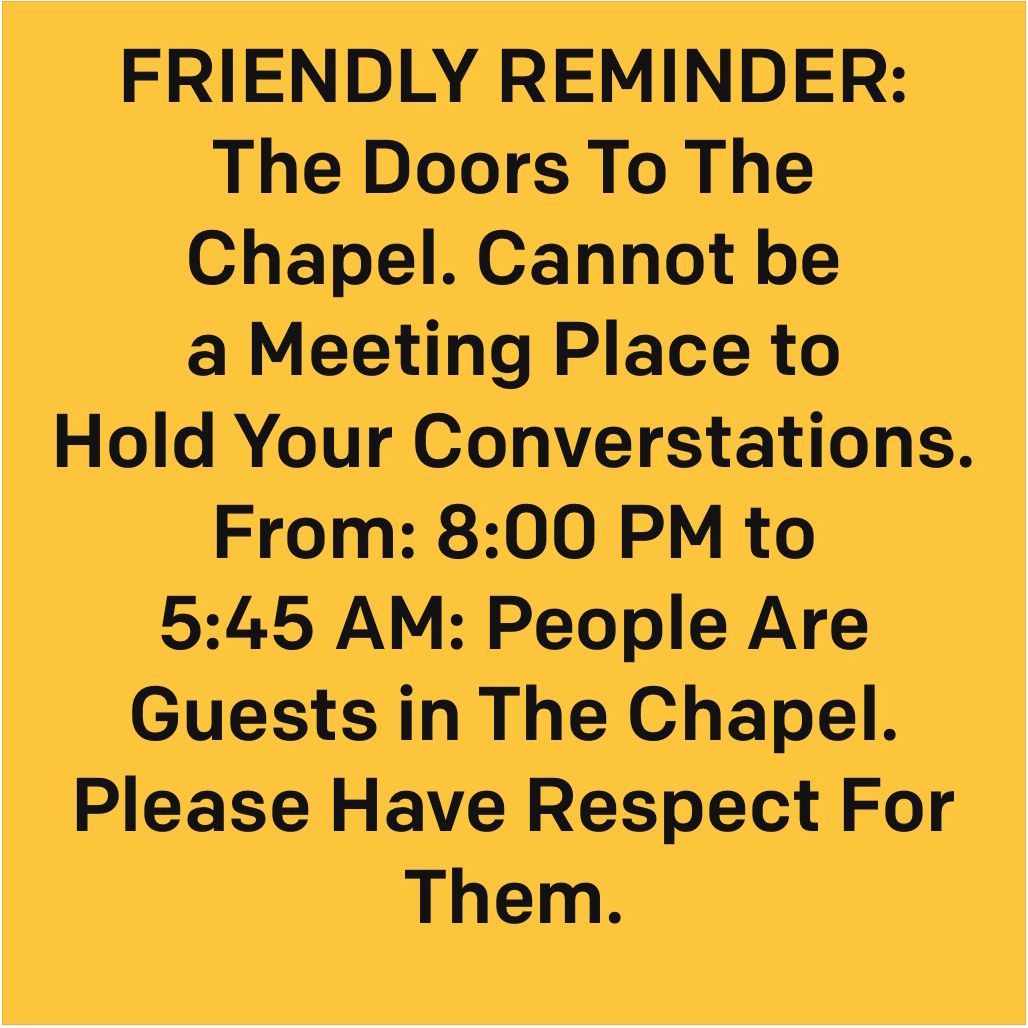 FRIENDLY REMINDER:
The Doors To The
Chapel. Cannot be
a Meeting Place to
Hold Your Converstations.
From: 8:00 PM to
5:45 AM: People Are
Guests in The Chapel.
Please Have Respect For
Them.